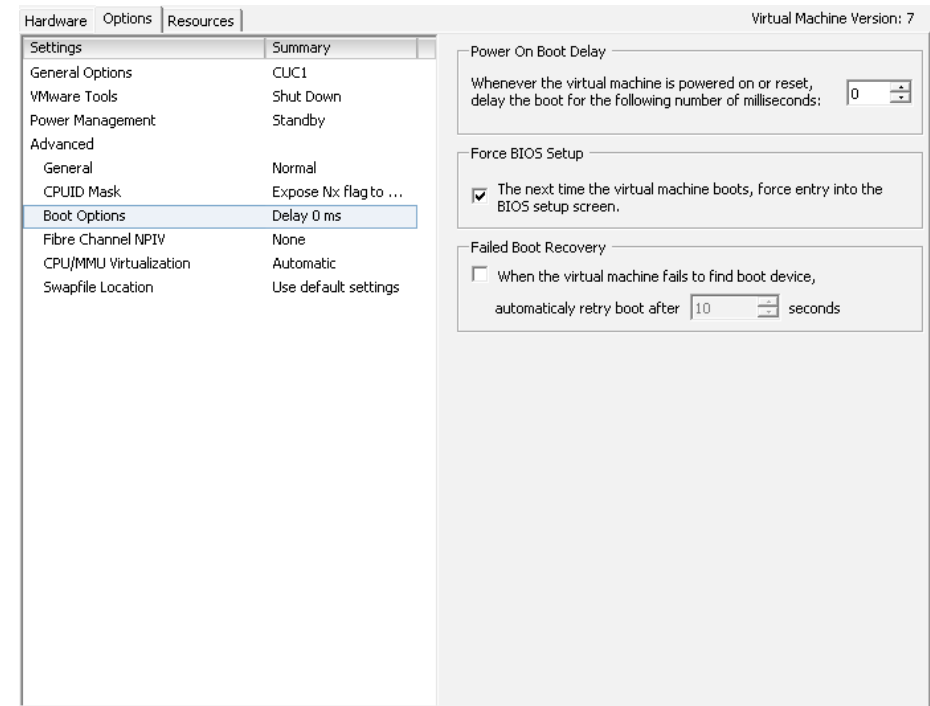 Hardware Options Resources Virtual Machine Version: 7
Settings Summary
General Options CUC1
VMware Tools Shut Down
Power Management Standby
Advanced
General Normal
CPUID Mask Expose Nx flag to ...
Boot Options Delay 0 ms
Fibre Channel NPIV None
CPU/MMU Virtualization Automatic
Swapfile Location Use default settings
Power On Boot Delay
Whenever the virtual machine is powered on or reset,
delay the boot for the following number of milliseconds:
0
Force BIOS Setup
The next time the virtual machine boots, force entry into the
BIOS setup screen.
Failed Boot Recovery
When the virtual machine fails to find boot device,
automaticaly retry boot after 10 seconds